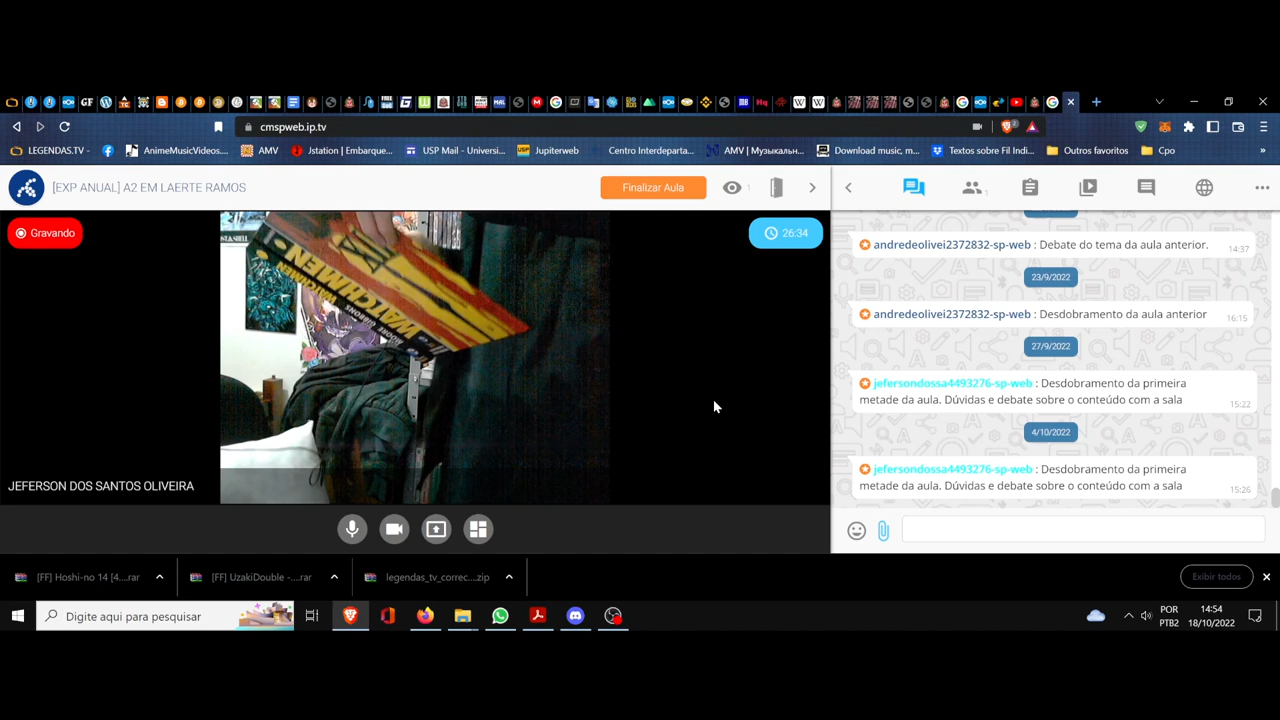 cmspweb.ip.tv
LEGENDAS.TV -
AnimeMusicVideos...
AMV
Jstation | Embarque...
USP Mail - Universi...
Jupiterweb
Centro Interdeparta...
AMV | Музыкальн...
Download music, m...
Textos sobre Fil Indi...
Outros favoritos
Cpo
»
[EXP ANUAL] A2 EM LAERTE RAMOS
Finalizar Aula
1
1
Gravando
26:34
WATCHMEN
WATCHMEN
MOORE GIBBONS
JEFERSON DOS SANTOS OLIVEIRA
andredeolivei2372832-sp-web : Debate do tema da aula anterior.
14:37
23/9/2022
andredeolivei2372832-sp-web : Desdobramento da aula anterior
16:15
27/9/2022
jefersondossa4493276-sp-web : Desdobramento da primeira
metade da aula. Dúvidas e debate sobre o conteúdo com a sala
15:22
4/10/2022
jefersondossa4493276-sp-web : Desdobramento da primeira
metade da aula. Dúvidas e debate sobre o conteúdo com a sala
15:26
[FF] Hoshi-no 14 [4....rar
[FF] UzakiDouble -....rar
legendas_tv_correc....zip
Exibir todos
Digite aqui para pesquisar
POR
PTB2
14:54
18/10/2022